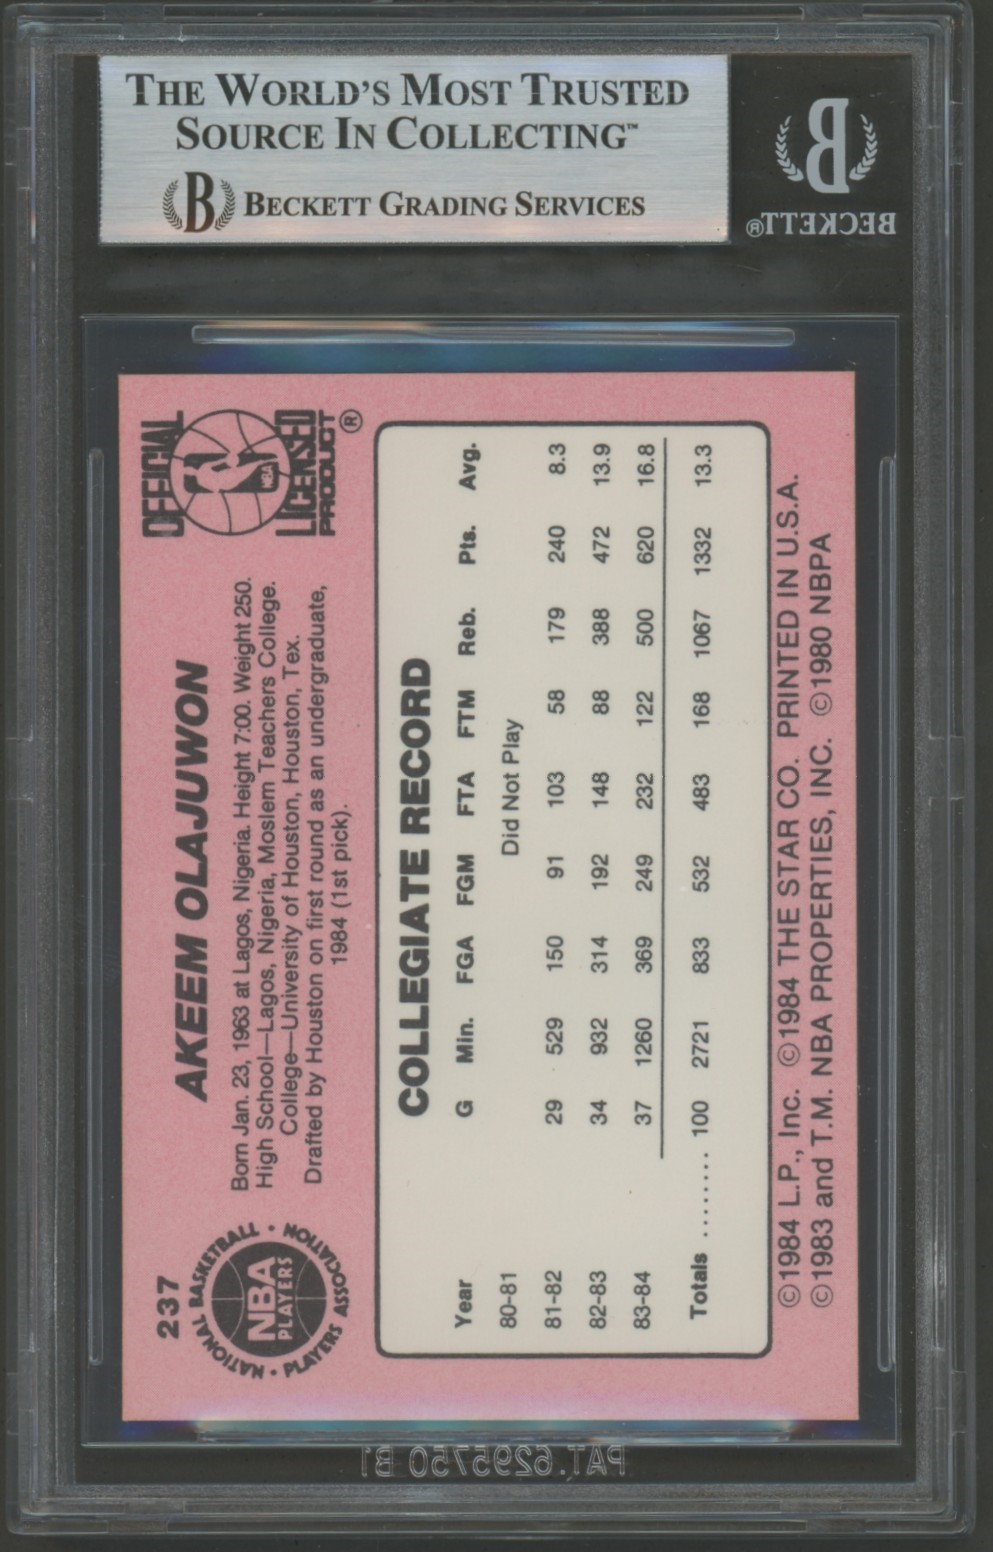 THE WORLD'S MOST TRUSTED
SOURCE IN COLLECTING™
B BECKETT GRADING SERVICES
B
BECKETT®
237
NATIONAL BASKETBALL • PLAYERS ASSOCIATION •
NBA
PLAYERS
AKEEM OLAJUWON
Born Jan. 23, 1963 at Lagos, Nigeria. Height 7:00. Weight 250.
High School—Lagos, Nigeria, Moslem Teachers College.
College—University of Houston, Houston, Tex.
Drafted by Houston on first round as an undergraduate,
1984 (1st pick).
OFFICIAL
NBA
LICENSED
PRODUCT ®
COLLEGIATE RECORD
Year G Min. FGA FGM FTA FTM Reb. Pts. Avg.
80-81 Did Not Play
81-82 29 529 150 91 103 58 179 240 8.3
82-83 34 932 314 192 148 88 388 472 13.9
83-84 37 1260 369 249 232 122 500 620 16.8
Totals ......... 100 2721 833 532 483 168 1067 1332 13.3
©1984 L.P., Inc. ©1984 THE STAR CO. PRINTED IN U.S.A.
©1983 and T.M. NBA PROPERTIES, INC. ©1980 NBPA
PAT. 6295750 B1